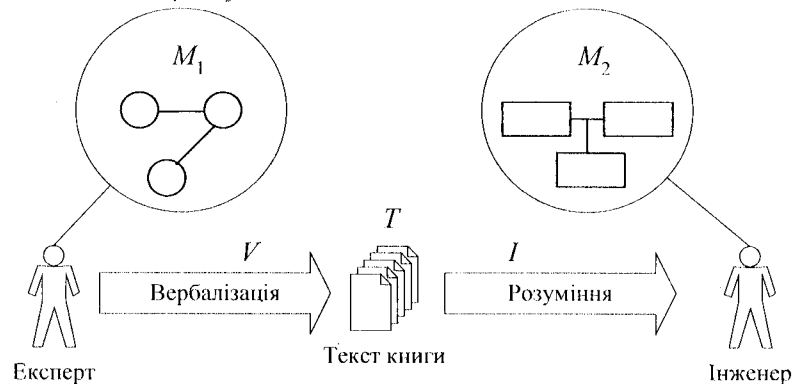 M1
M2
T
V
I
Вербалізація
Розуміння
Текст книги
Експерт
Інженер